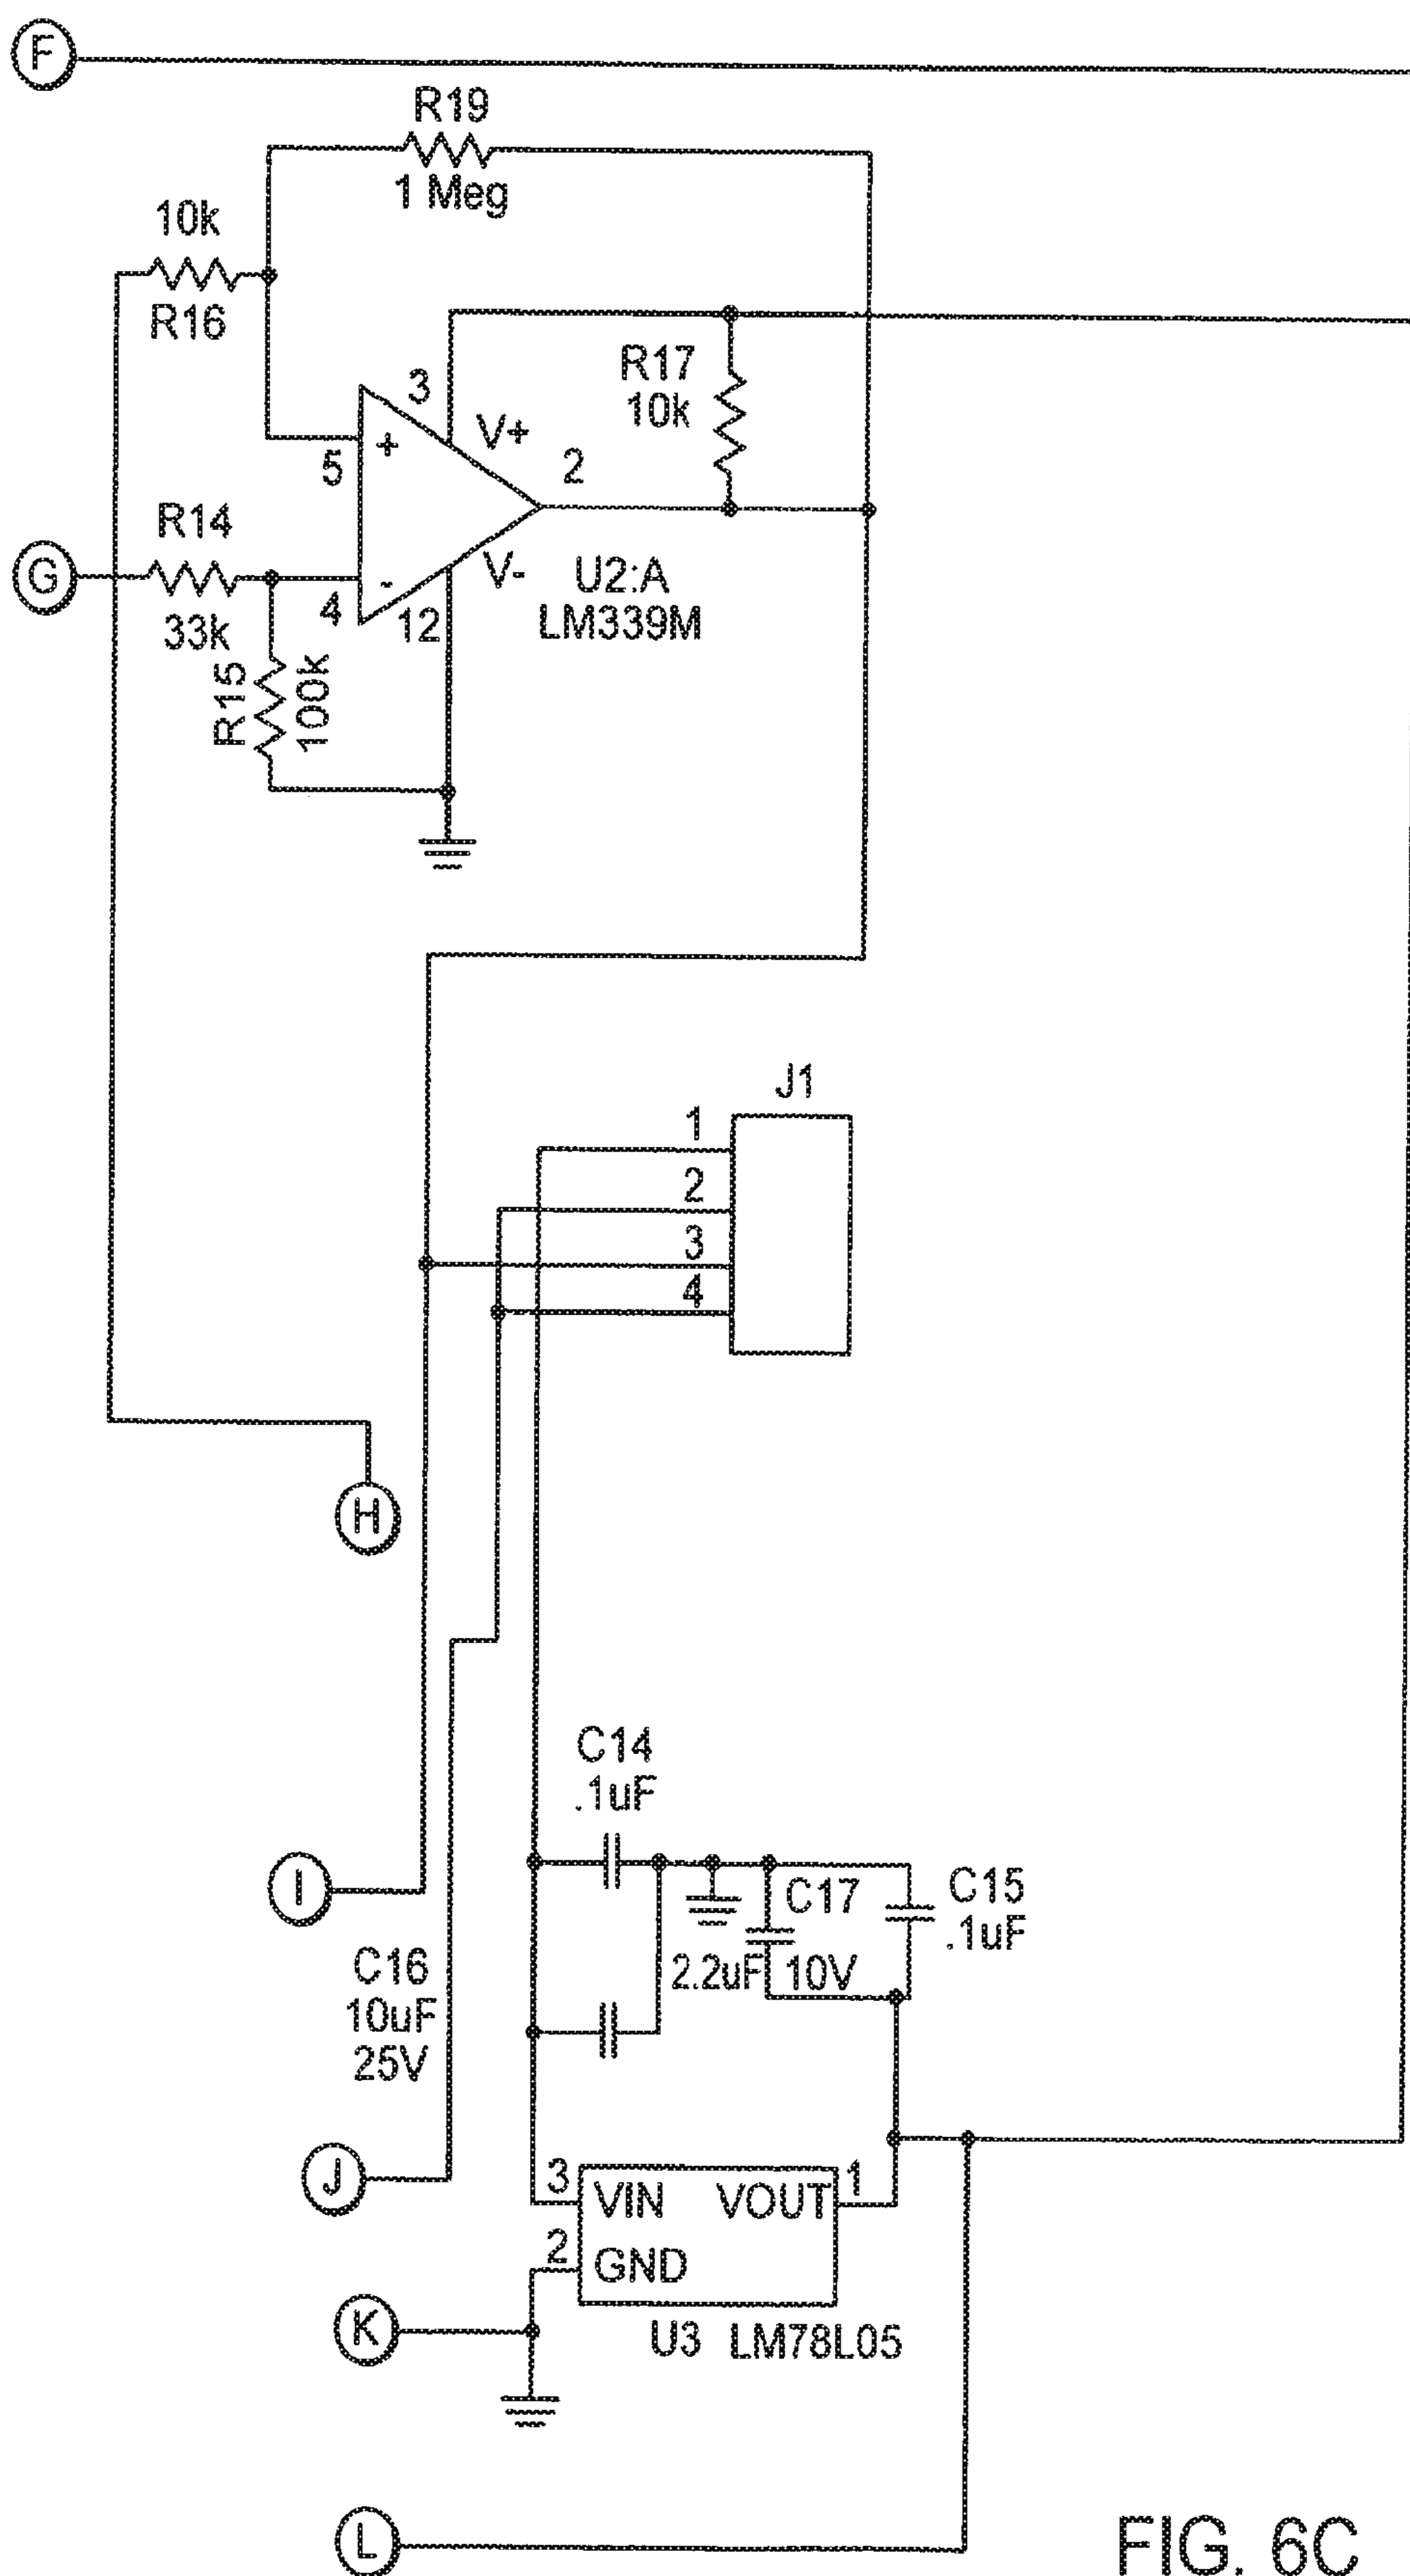 F
R19
1 Meg
10k
R16
R17
10k
3
V+
5
+
2
R14
G
33k
4
-
12
V-
U2:A
LM339M
R15
100k
J1
1
2
3
4
H
C14
.1uF
I
C17
2.2uF 10V
C15
.1uF
C16
10uF
25V
J
3
VIN VOUT
1
2
GND
K
U3 LM78L05
L
FIG. 6C